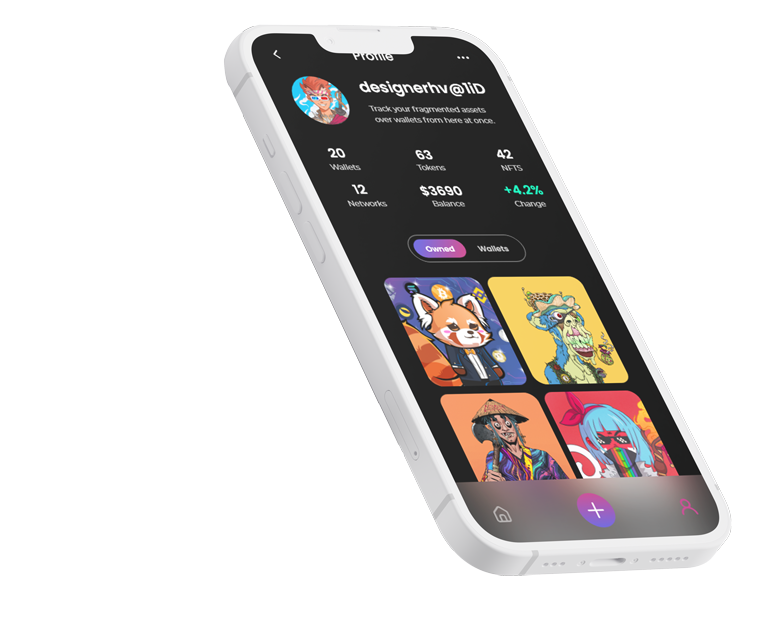 Profile
designerhv@1iD
Track your fragmented assets
over wallets from here at once.
20 63 42
Wallets Tokens NFTS
12 $3690 +4.2%
Networks Balance Change
Owned Wallets